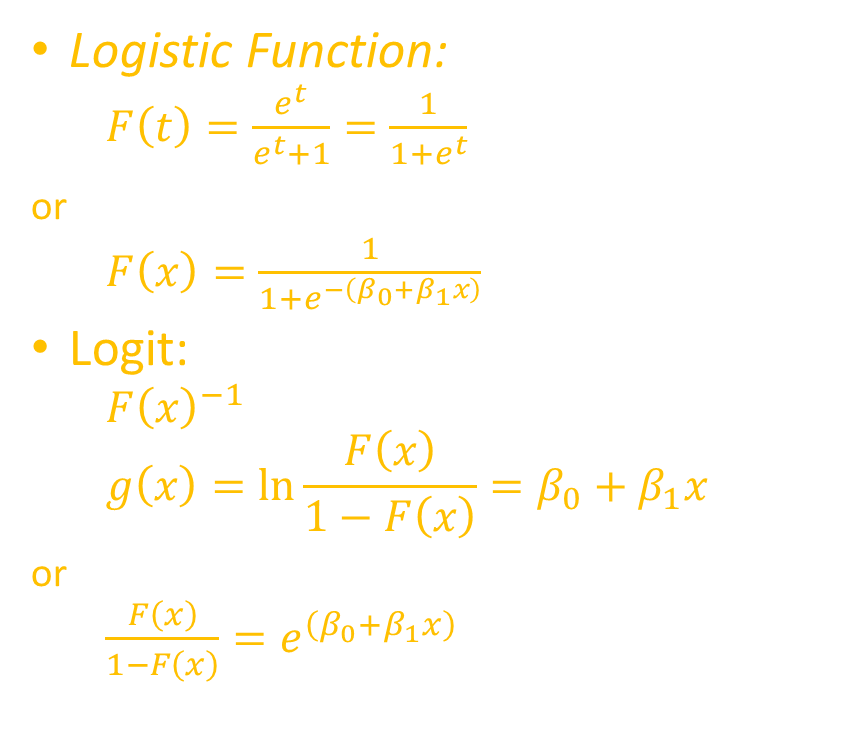 • Logistic Function:
F(t) = e^t/(e^t+1) = 1/(1+e^t)
or
F(x) = 1/(1+e^−(β₀+β₁x))
• Logit:
F(x)^−1
g(x) = ln F(x)/(1 − F(x)) = β₀ + β₁x
or
F(x)/(1−F(x)) = e^(β₀+β₁x)